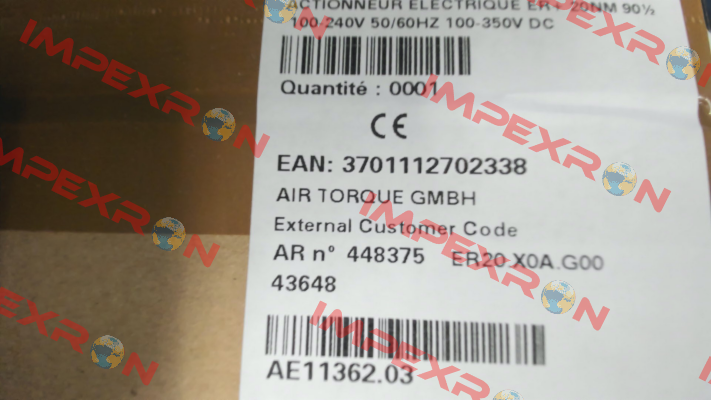 ACTIONNEUR ELECTRIQUE ER+ 20NM 90½
100-240V 50/60HZ 100-350V DC
Quantité : 0001
CE
EAN: 3701112702338
AIR TORQUE GMBH
External Customer Code
AR n° 448375 ER20.X0A.G00
43648
AE11362.03
IMPEXRON
IMPEXRON
IMPEXRON
IMPEXRON
IMPEXRON
IMPEXRON
IMPEXRON